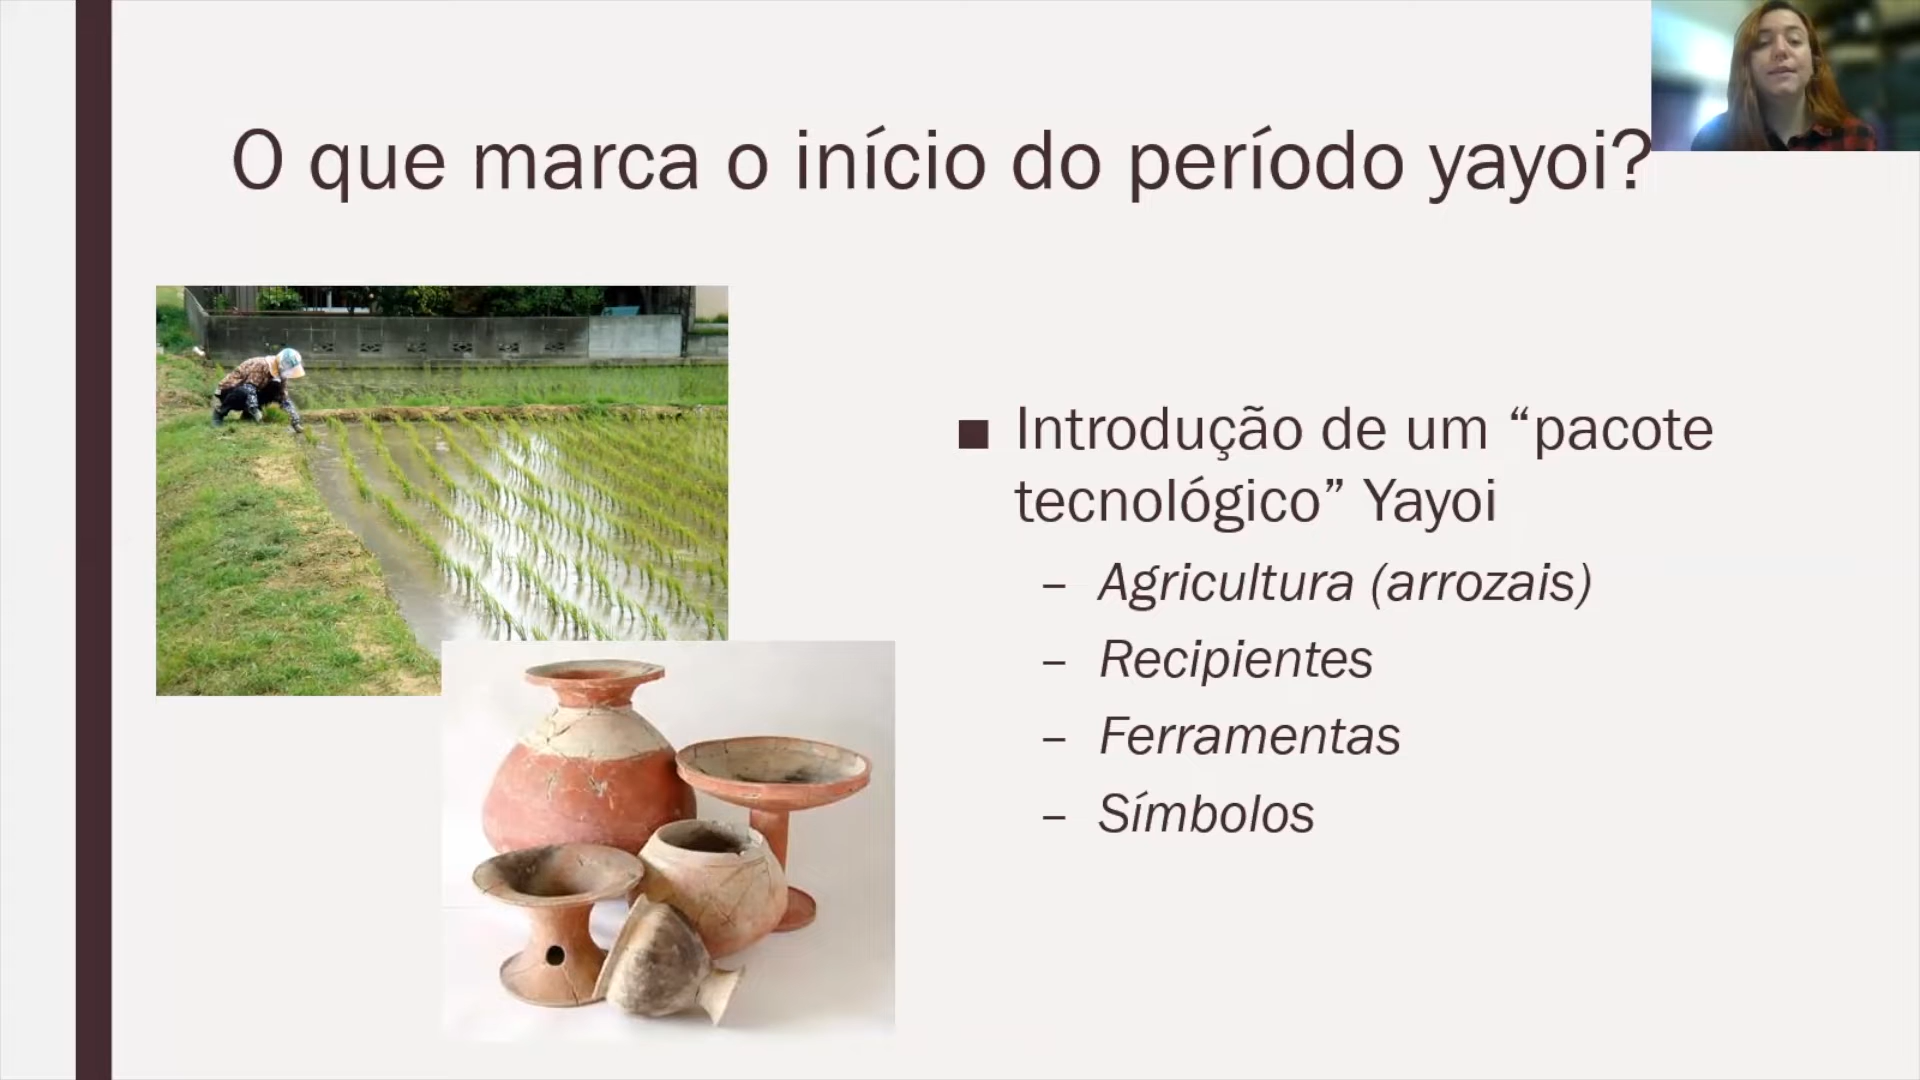 O que marca o início do período yayoi?
■ Introdução de um “pacote
tecnológico” Yayoi
– Agricultura (arrozais)
– Recipientes
– Ferramentas
– Símbolos